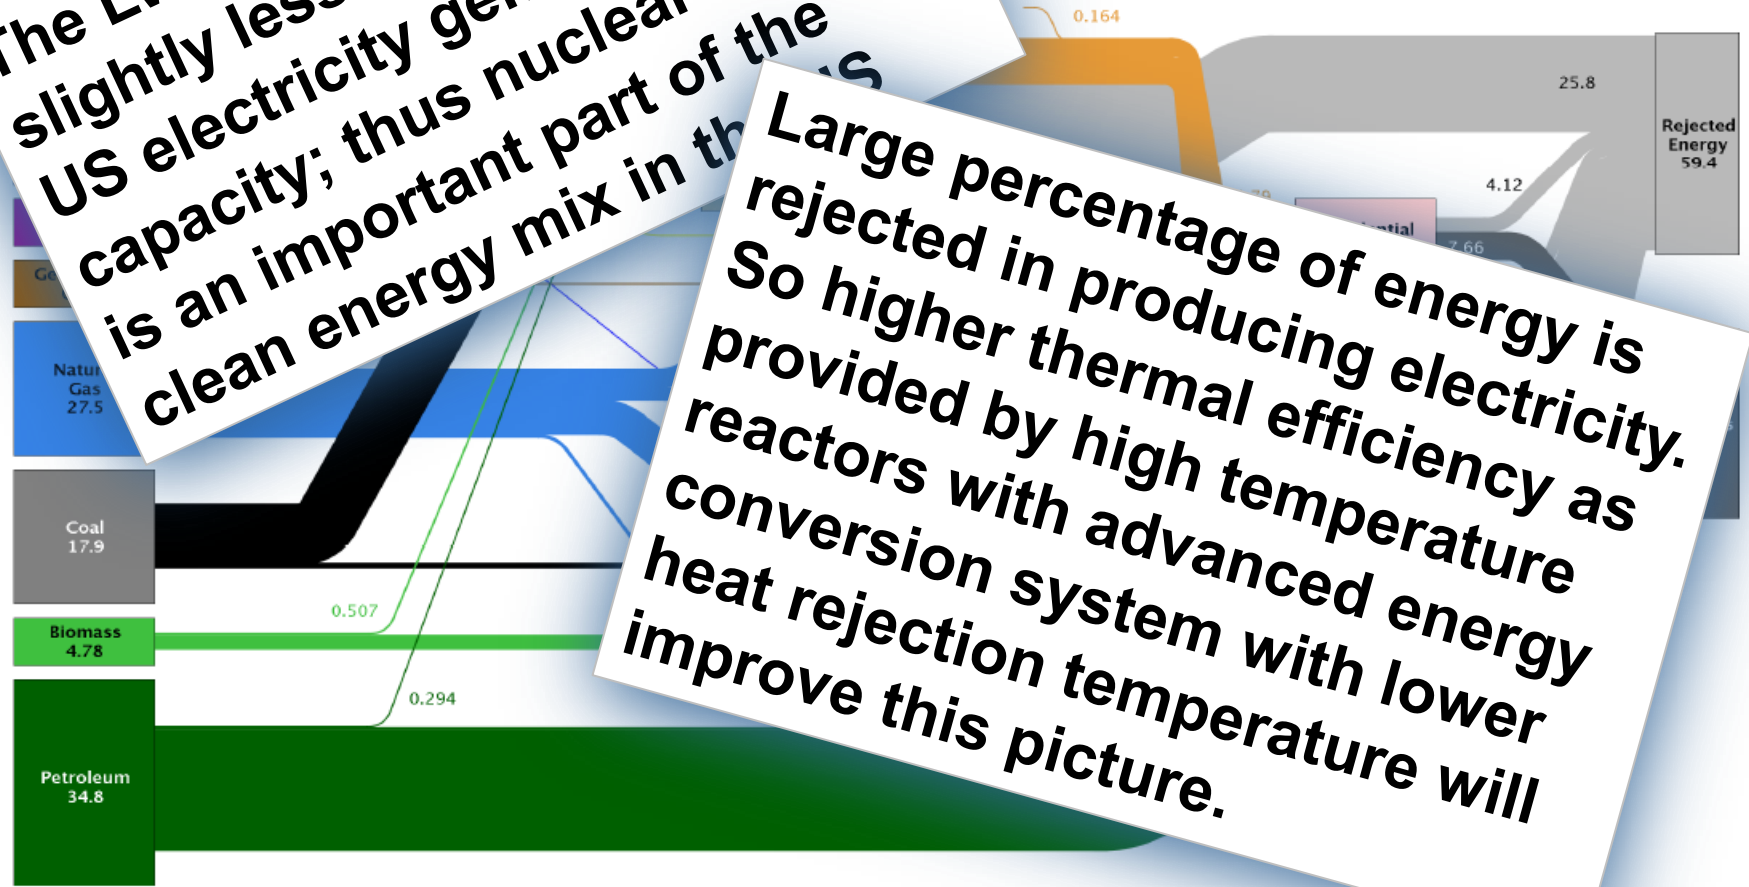 The
slightly less
US electricity
capacity; thus nuclear
is an important part of the
clean energy mix in
Large percentage of energy is
rejected in producing electricity.
So higher thermal efficiency as
provided by high temperature
reactors with advanced energy
conversion system with lower
heat rejection temperature will
improve this picture.
0.164
25.8
Rejected
Energy
59.4
4.12
7.66
Gas
27.5
Coal
17.9
Biomass
4.78
0.507
0.294
Petroleum
34.8